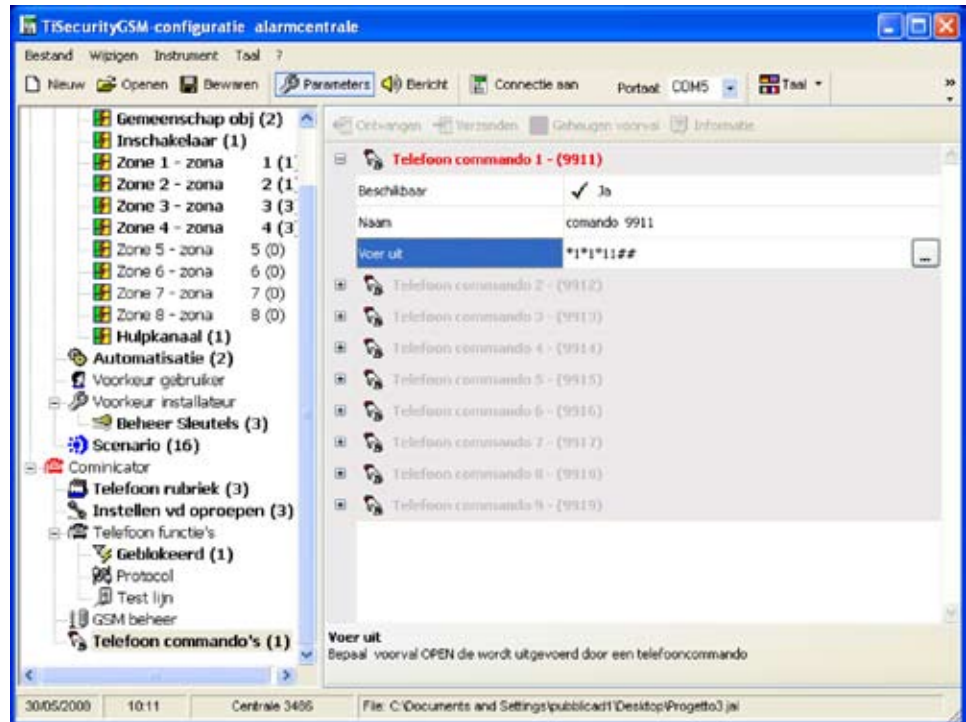 TiSecurityGSM-configuratie alarmcentrale
Bestand Wijzigen Instrument Taal ?
Nieuw Openen Bewaren Parameters Bericht Connectie aan Portaal: COM5 Taal
Ontvangen Verzenden Geheugen voorval Informatie
Gemeenschap obj (2)
Inschakelaar (1)
Zone 1 - zona 1 (1
Zone 2 - zona 2 (1
Zone 3 - zona 3 (3
Zone 4 - zona 4 (3
Zone 5 - zona 5 (0)
Zone 6 - zona 6 (0)
Zone 7 - zona 7 (0)
Zone 8 - zona 8 (0)
Hulpkanaal (1)
Automatisatie (2)
Voorkeur gebruiker
Voorkeur installateur
Beheer Sleutels (3)
Scenario (16)
Cominicator
Telefoon rubriek (3)
Instellen vd oproepen (3)
Telefoon functie's
Geblokeerd (1)
Protocol
Test lijn
GSM beheer
Telefoon commando's (1)
Telefoon commando 1 - (9911)
Beschikbaar Ja
Naam comando 9911
Voer uit *1*1*11## ...
Telefoon commando 2 - (9912)
Telefoon commando 3 - (9913)
Telefoon commando 4 - (9914)
Telefoon commando 5 - (9915)
Telefoon commando 6 - (9916)
Telefoon commando 7 - (9917)
Telefoon commando 8 - (9918)
Telefoon commando 9 - (9919)
Voer uit
Bepaal voorval OPEN die wordt uitgevoerd door een telefooncommando
30/05/2008 10:11 Centrale 3486 File: C:\Documents and Settings\pubblicad1\Desktop\Progetto3.jai